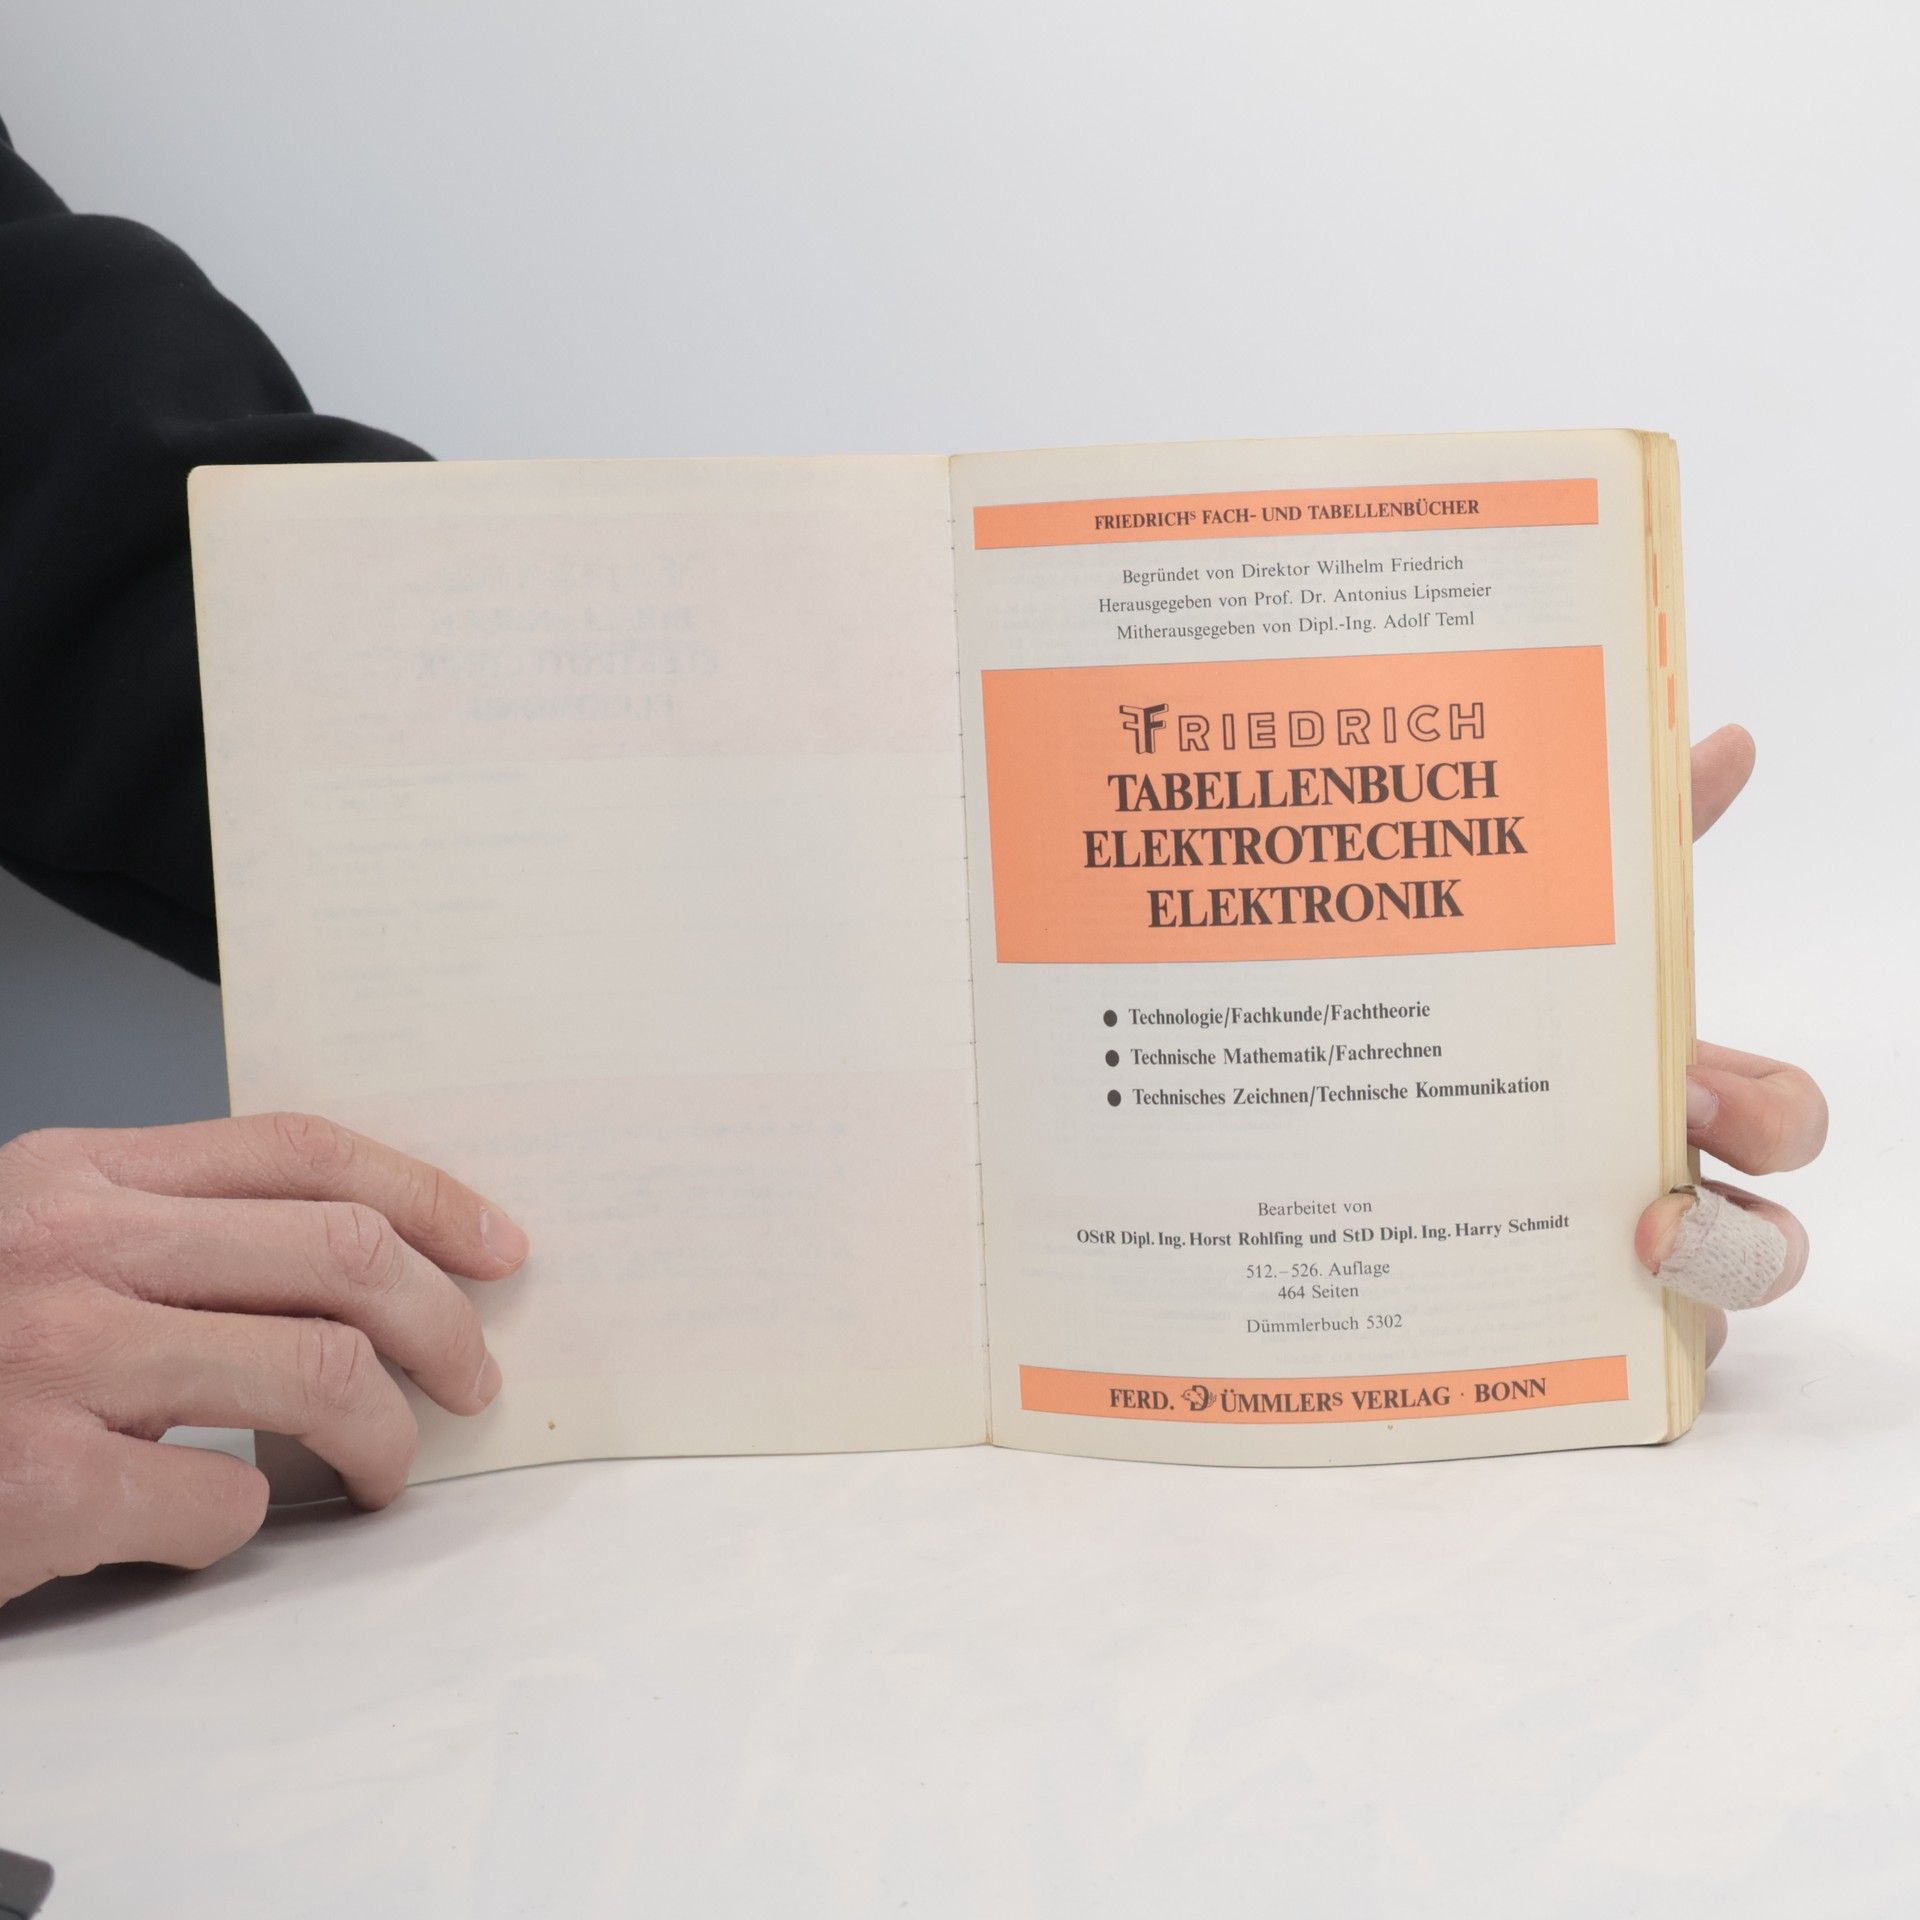 FRIEDRICHS FACH- UND TABELLENBÜCHER
Begründet von Direktor Wilhelm Friedrich
Herausgegeben von Prof. Dr. Antonius Lipsmeier
Mitherausgegeben von Dipl.-Ing. Adolf Teml
FRIEDRICH
TABELLENBUCH
ELEKTROTECHNIK
ELEKTRONIK
● Technologie/Fachkunde/Fachtheorie
● Technische Mathematik/Fachrechnen
● Technisches Zeichnen/Technische Kommunikation
Bearbeitet von
OStR Dipl. Ing. Horst Rohlfing und StD Dipl. Ing. Harry Schmidt
512.–526. Auflage
464 Seiten
Dümmlerbuch 5302
FERD. DÜMMLERS VERLAG · BONN